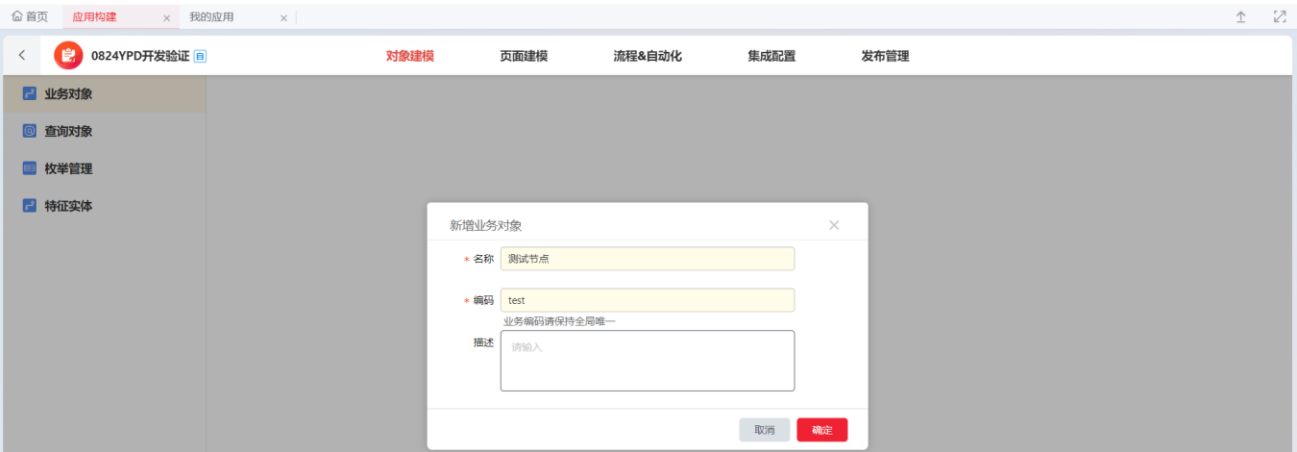 首页 应用构建 × 我的应用 ×
0824YPD开发验证 自 对象建模 页面建模 流程&自动化 集成配置 发布管理
业务对象
查询对象
枚举管理
特征实体
新增业务对象 ×
* 名称 测试节点
* 编码 test
业务编码请保持全局唯一
描述 请输入
取消 确定